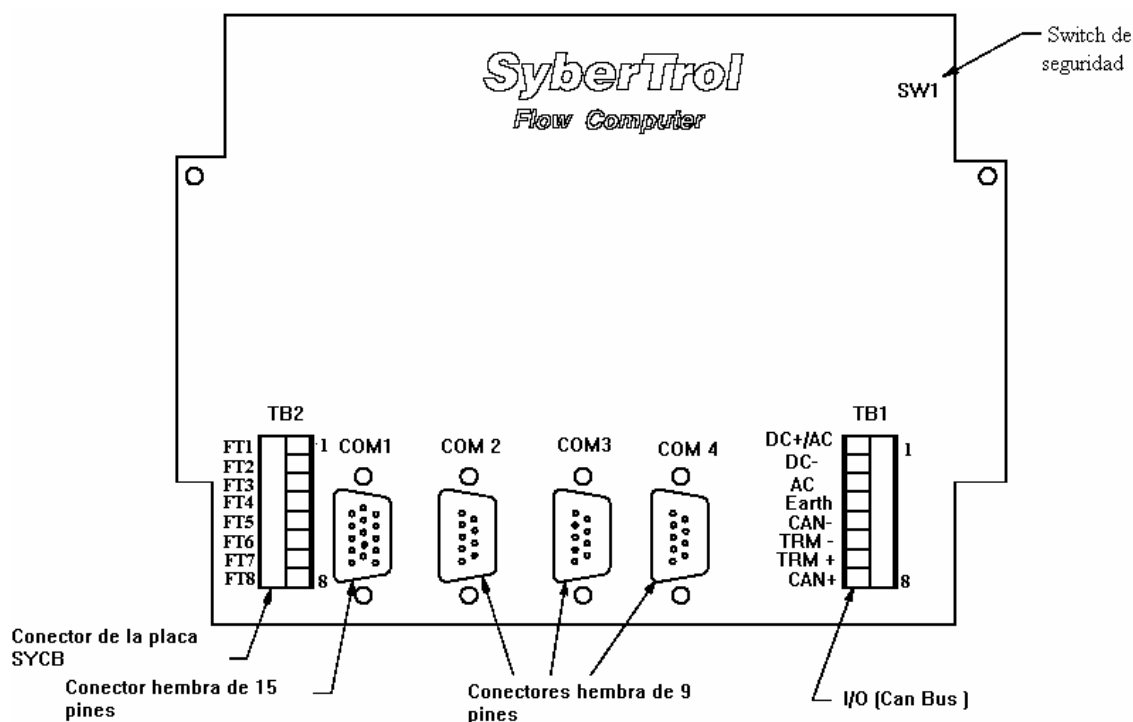 SyberTrol
Flow Computer
SW1
Switch de
seguridad
TB2
FT1
FT2
FT3
FT4
FT5
FT6
FT7
FT8
1
8
COM1
COM 2
COM3
COM 4
TB1
DC+/AC
DC-
AC
Earth
CAN-
TRM -
TRM +
CAN+
1
8
Conector de la placa
SYCB
Conector hembra de 15
pines
Conectores hembra de 9
pines
I/O (Can Bus )